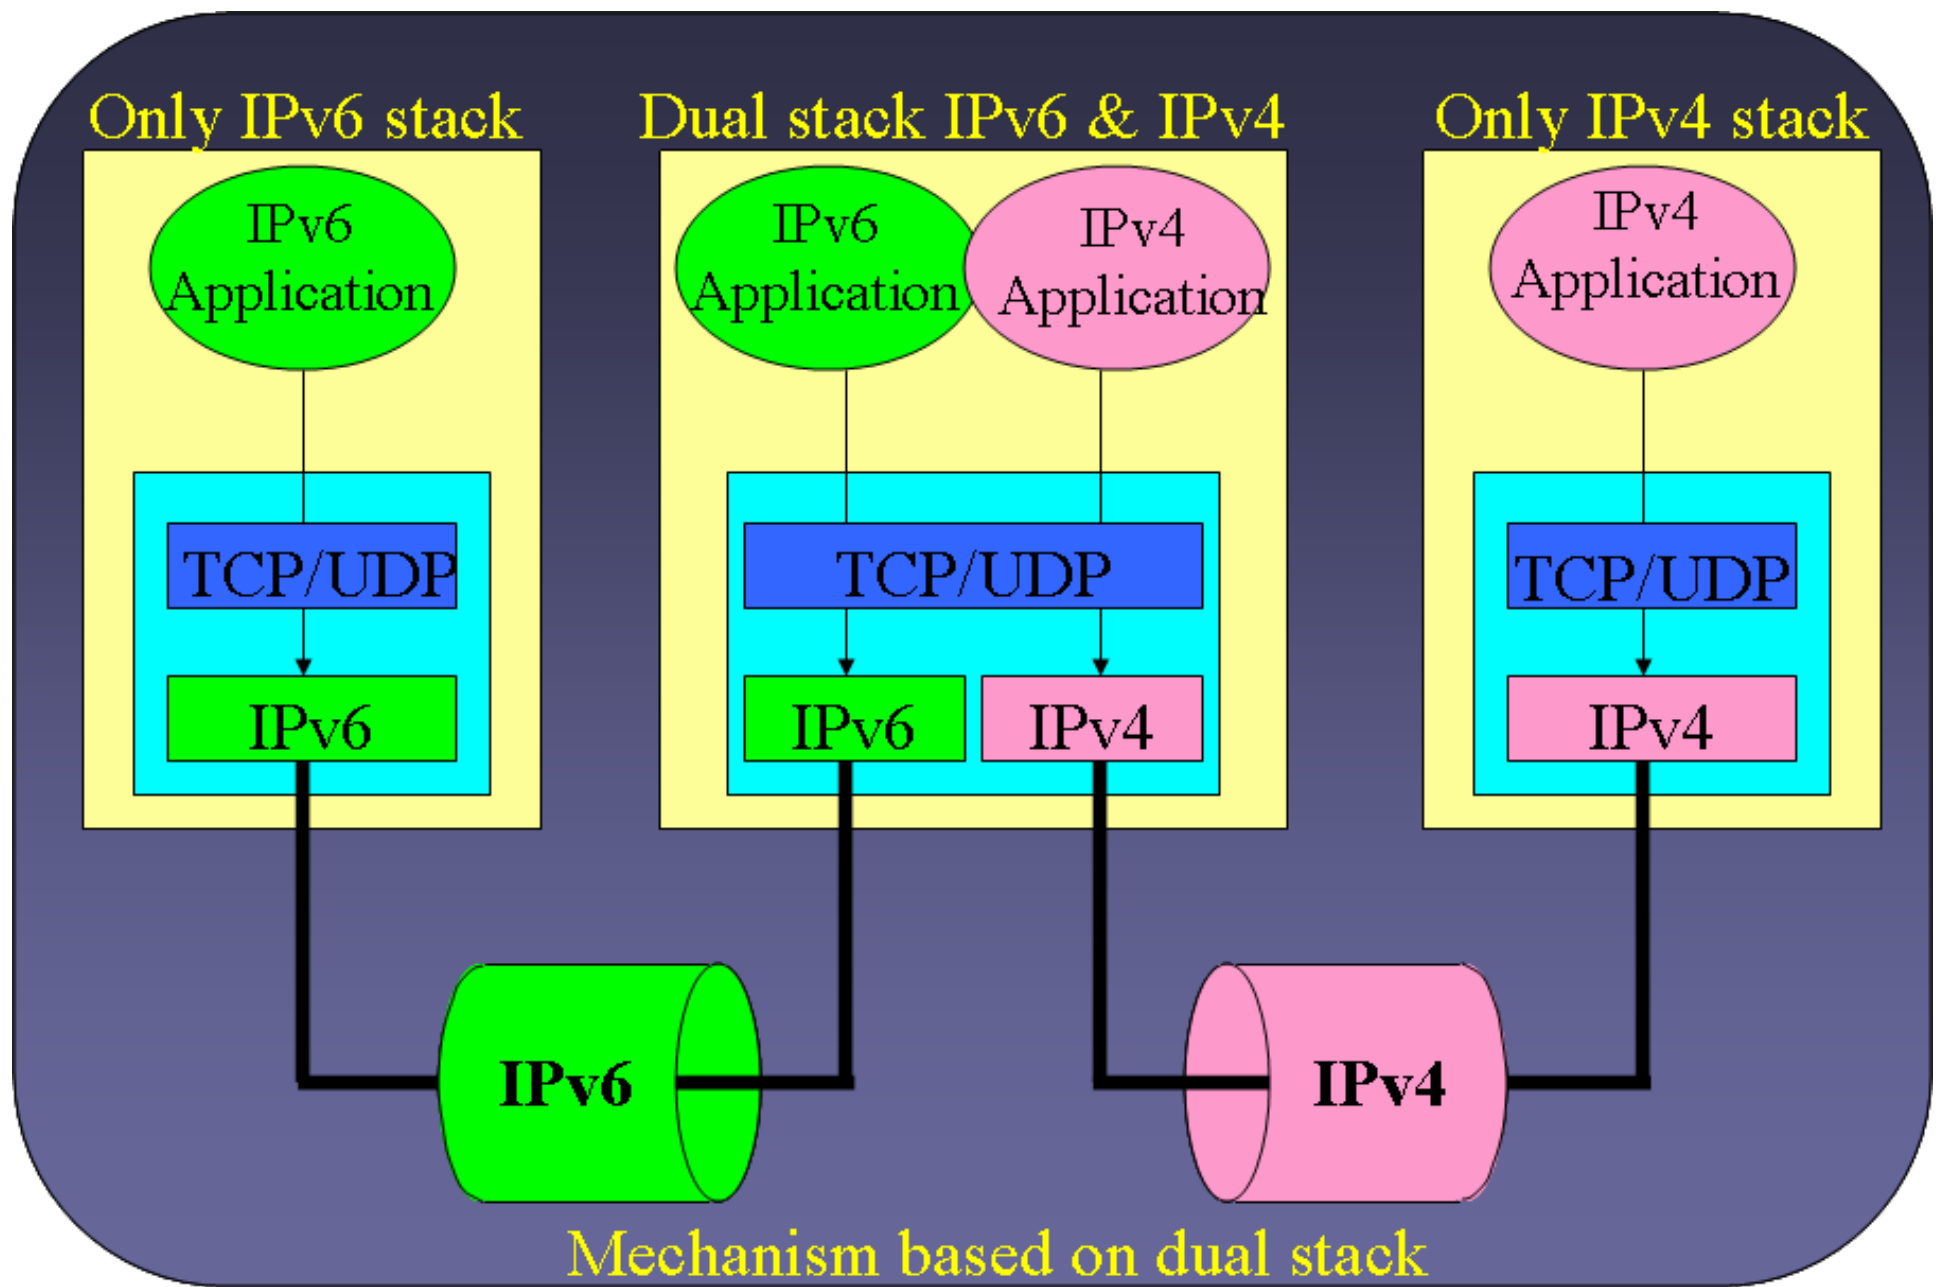 Only IPv6 stack
Dual stack IPv6 & IPv4
Only IPv4 stack
IPv6
Application
IPv6
Application
IPv4
Application
IPv4
Application
TCP/UDP
TCP/UDP
TCP/UDP
IPv6
IPv6
IPv4
IPv4
IPv6
IPv4
Mechanism based on dual stack